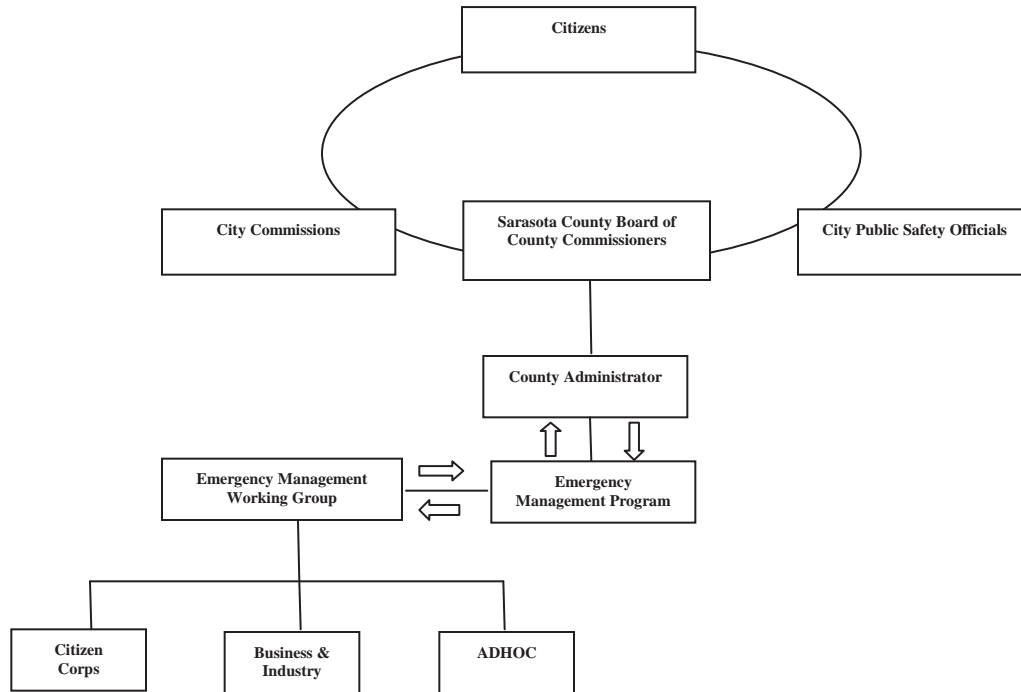 Citizens
City Commissions
Sarasota County Board of
County Commissioners
City Public Safety Officials
County Administrator
Emergency Management
Working Group
Emergency
Management Program
Citizen
Corps
Business &
Industry
ADHOC